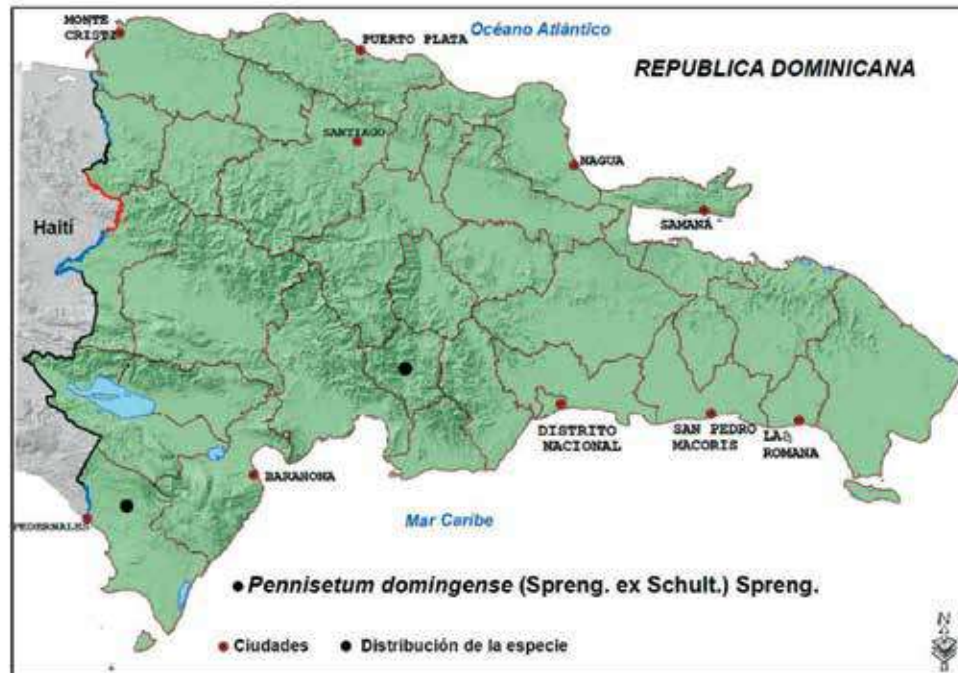 MONTE
CRISTI
PUERTO PLATA
Océano Atlántico
REPUBLICA DOMINICANA
SANTIAGO
NAGUA
SAMANÁ
Haití
DISTRITO
NACIONAL
SAN PEDRO
MACORIS
LA
ROMANA
BARAHONA
PEDERNALES
Mar Caribe
Pennisetum domingense (Spreng. ex Schult.) Spreng.
Ciudades
Distribución de la especie
N